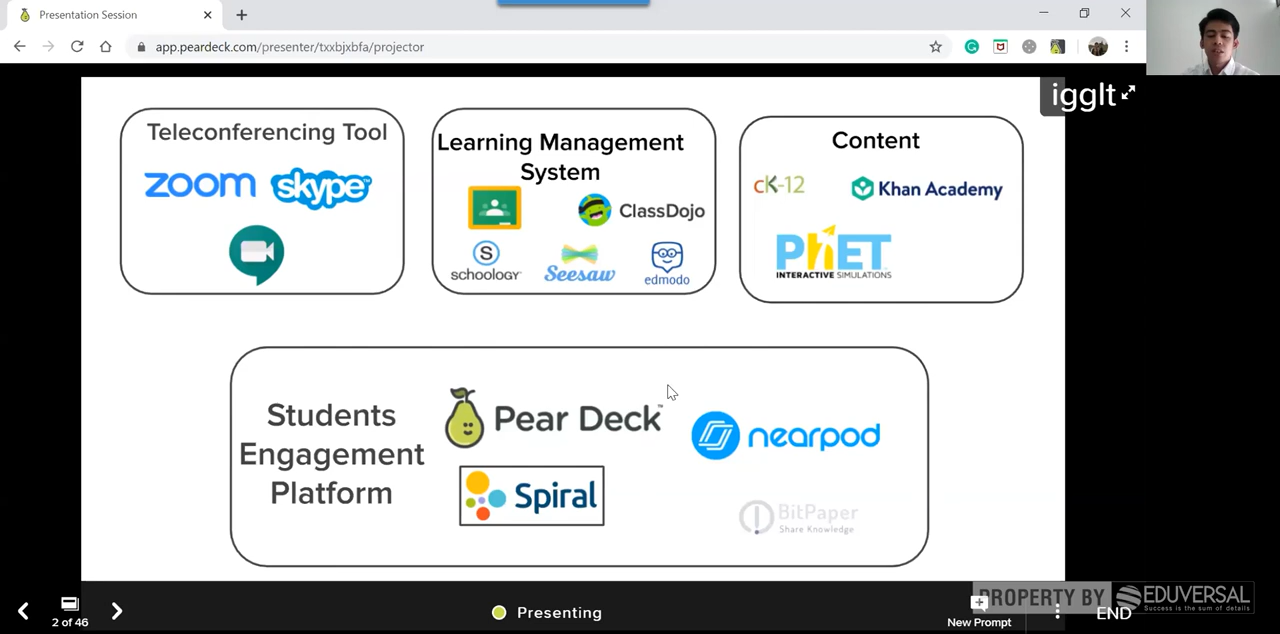 Presentation Session
app.peardeck.com/presenter/txxbjxbfa/projector
igglt
Teleconferencing Tool
zoom
skype
Learning Management
System
ClassDojo
S
schoology
Seesaw
edmodo
Content
cK-12
Khan Academy
PhET
INTERACTIVE SIMULATIONS
Students
Engagement
Platform
Pear Deck
nearpod
Spiral
BitPaper
Share Knowledge
2 of 46
Presenting
New Prompt
END
PROPERTY BY
EDUVERSAL
Success is the sum of details